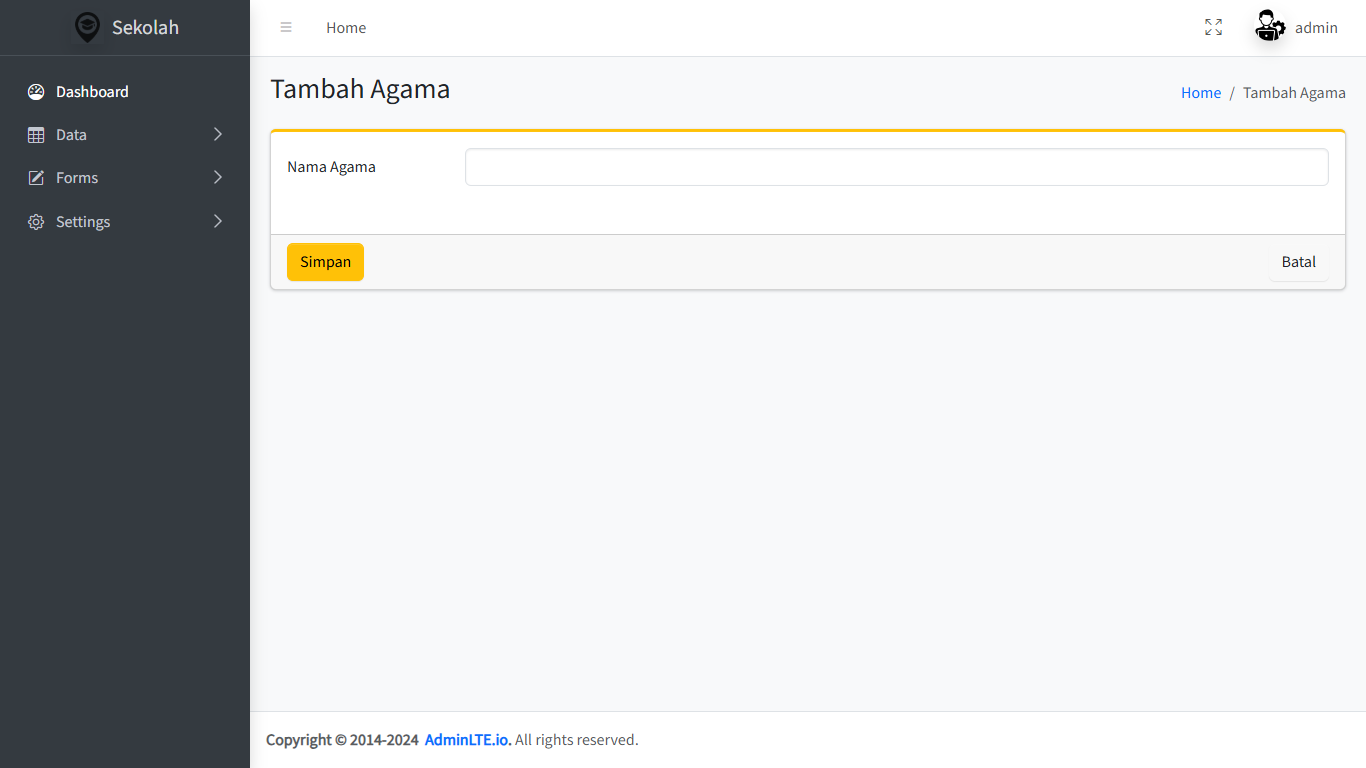 Sekolah
Home
admin
Dashboard
Data
Forms
Settings
Tambah Agama
Home / Tambah Agama
Nama Agama
Simpan
Batal
Copyright © 2014-2024 AdminLTE.io. All rights reserved.